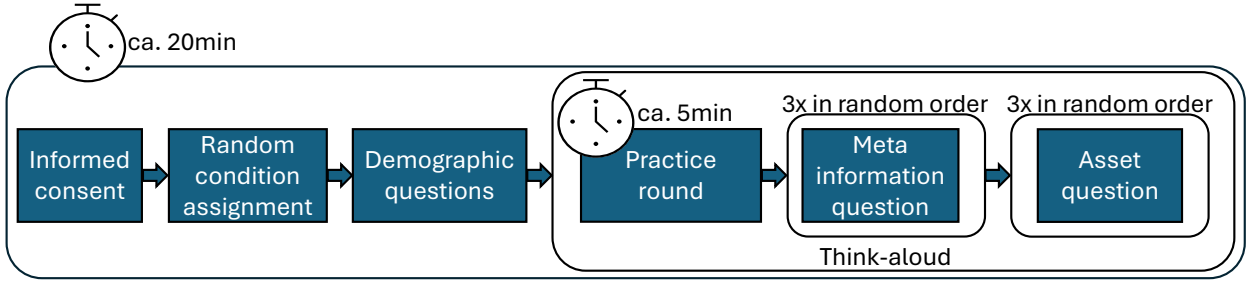 ca. 20min
Informed
consent
Random
condition
assignment
Demographic
questions
ca. 5min
Practice
round
3x in random order
Meta
information
question
3x in random order
Asset
question
Think-aloud